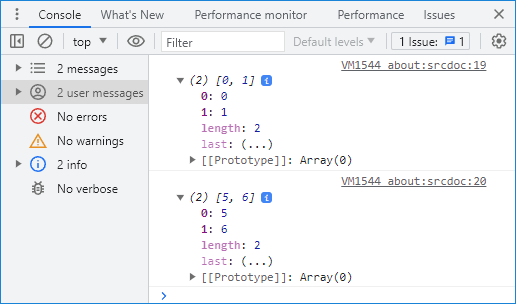 Console What's New Performance monitor Performance Issues
top Filter Default levels 1 Issue: 1
2 messages
2 user messages
No errors
No warnings
2 info
No verbose
VM1544 about:srcdoc:19
(2) [0, 1] i
0: 0
1: 1
length: 2
last: (...)
[[Prototype]]: Array(0)
VM1544 about:srcdoc:20
(2) [5, 6] i
0: 5
1: 6
length: 2
last: (...)
[[Prototype]]: Array(0)